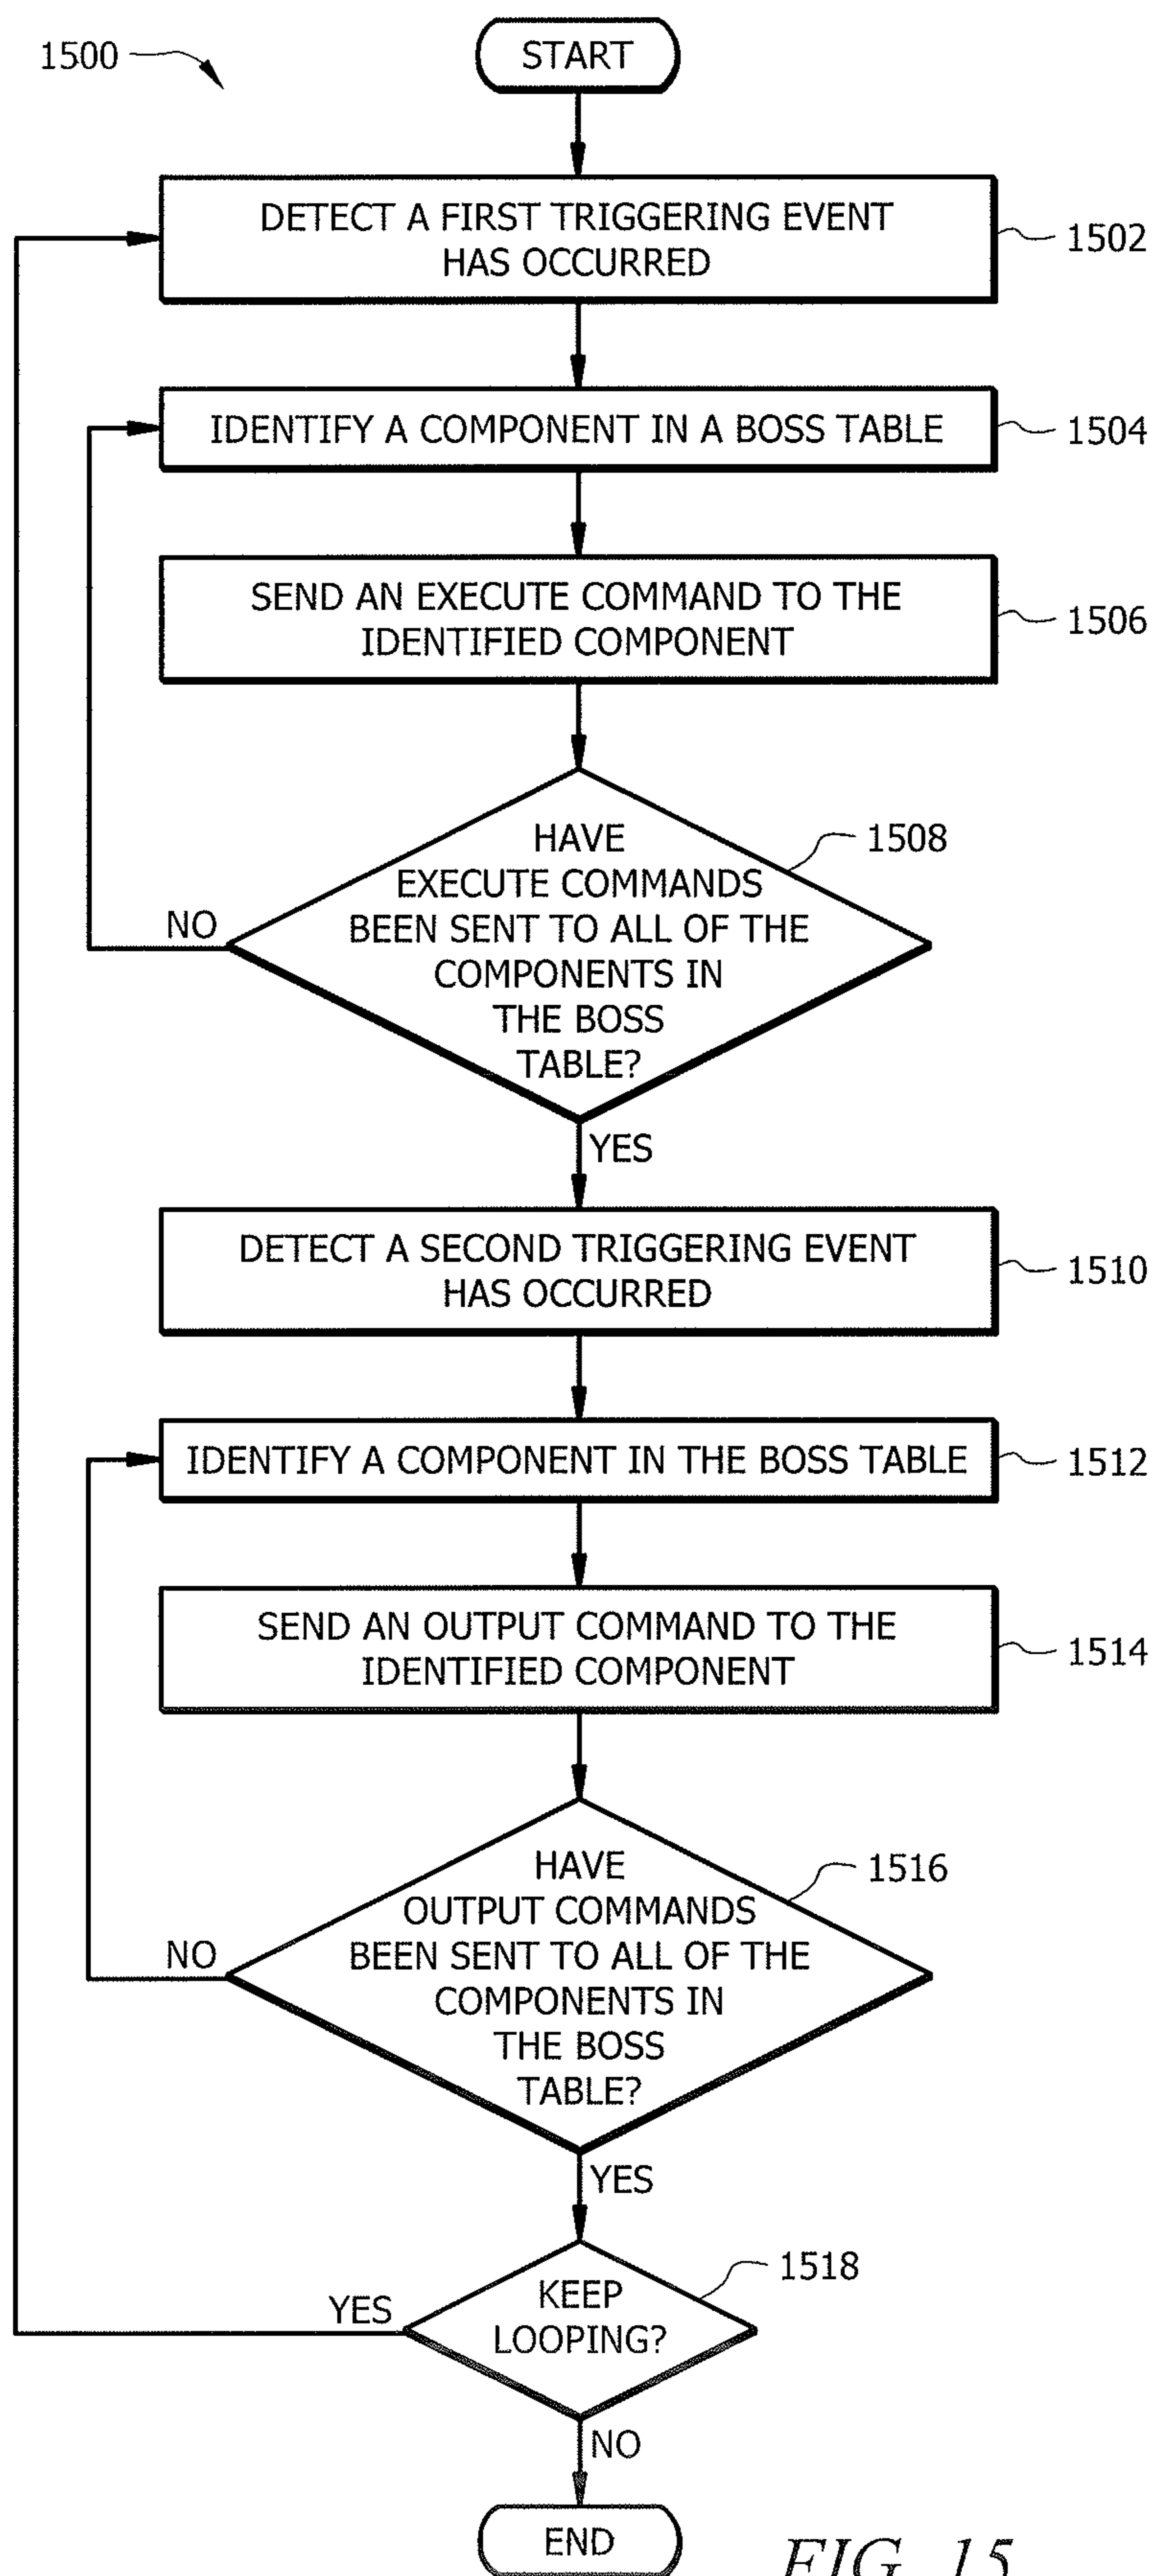 1500
START
DETECT A FIRST TRIGGERING EVENT
HAS OCCURRED
1502
IDENTIFY A COMPONENT IN A BOSS TABLE
1504
SEND AN EXECUTE COMMAND TO THE
IDENTIFIED COMPONENT
1506
HAVE
EXECUTE COMMANDS
BEEN SENT TO ALL OF THE
COMPONENTS IN
THE BOSS
TABLE?
1508
NO
YES
DETECT A SECOND TRIGGERING EVENT
HAS OCCURRED
1510
IDENTIFY A COMPONENT IN THE BOSS TABLE
1512
SEND AN OUTPUT COMMAND TO THE
IDENTIFIED COMPONENT
1514
HAVE
OUTPUT COMMANDS
BEEN SENT TO ALL OF THE
COMPONENTS IN
THE BOSS
TABLE?
1516
NO
YES
KEEP
LOOPING?
1518
YES
NO
END
FIG. 15